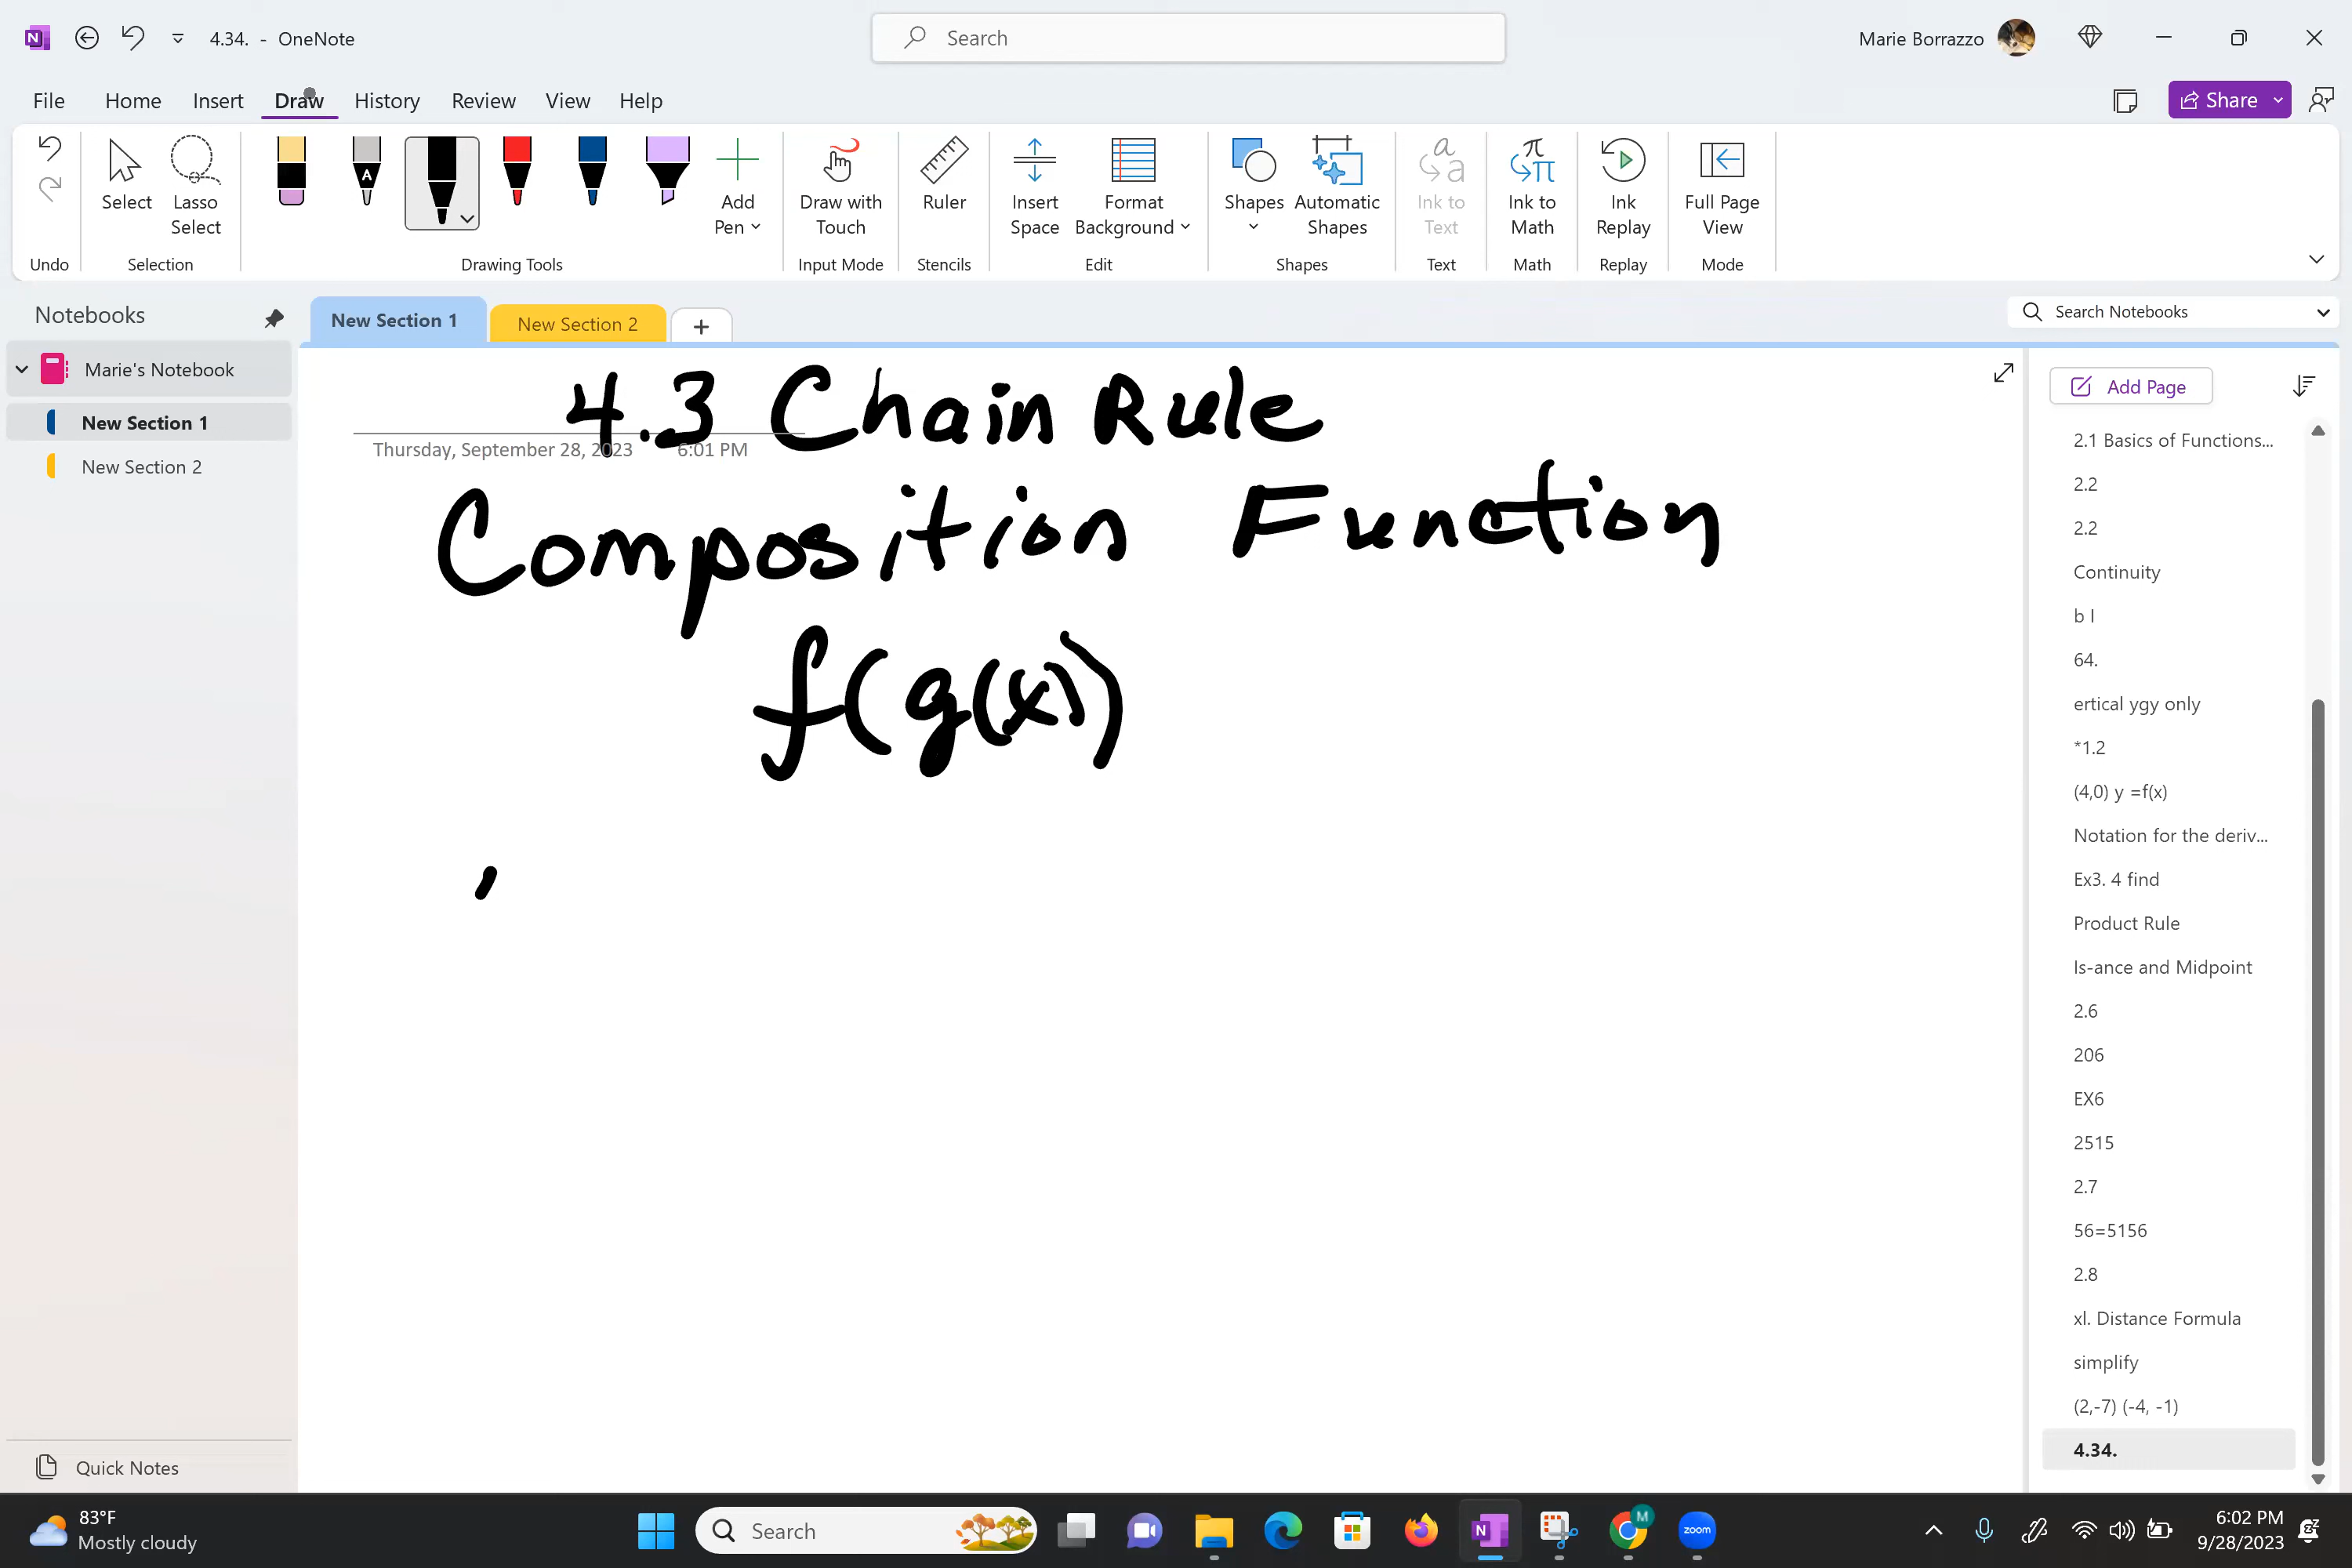 4.34. - OneNote
Search
Marie Borrazzo
File Home Insert Draw History Review View Help
Share
Select
Lasso Select
Add Pen
Draw with Touch
Ruler
Insert Space
Format Background
Shapes
Automatic Shapes
Ink to Text
Ink to Math
Ink Replay
Full Page View
Undo
Selection
Drawing Tools
Input Mode
Stencils
Edit
Shapes
Text
Math
Replay
Mode
Notebooks
New Section 1
New Section 2
+
Search Notebooks
Marie's Notebook
New Section 1
New Section 2
4.3 Chain Rule
Thursday, September 28, 2023 6:01 PM
Composition Function
f(g(x))
,
Add Page
2.1 Basics of Functions...
2.2
2.2
Continuity
b I
64.
ertical ygy only
*1.2
(4,0) y =f(x)
Notation for the deriv...
Ex3. 4 find
Product Rule
Is-ance and Midpoint
2.6
206
EX6
2515
2.7
56=5156
2.8
xl. Distance Formula
simplify
(2,-7) (-4, -1)
4.34.
Quick Notes
83°F
Mostly cloudy
Search
M
zoom
6:02 PM
9/28/2023